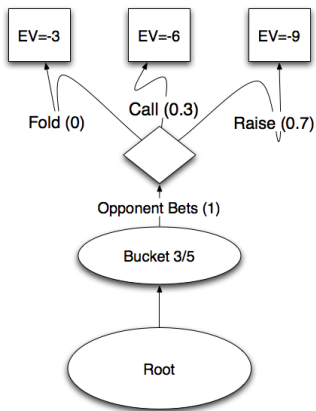 EV=-3
EV=-6
EV=-9
Fold (0)
Call (0.3)
Raise (0.7)
Opponent Bets (1)
Bucket 3/5
Root